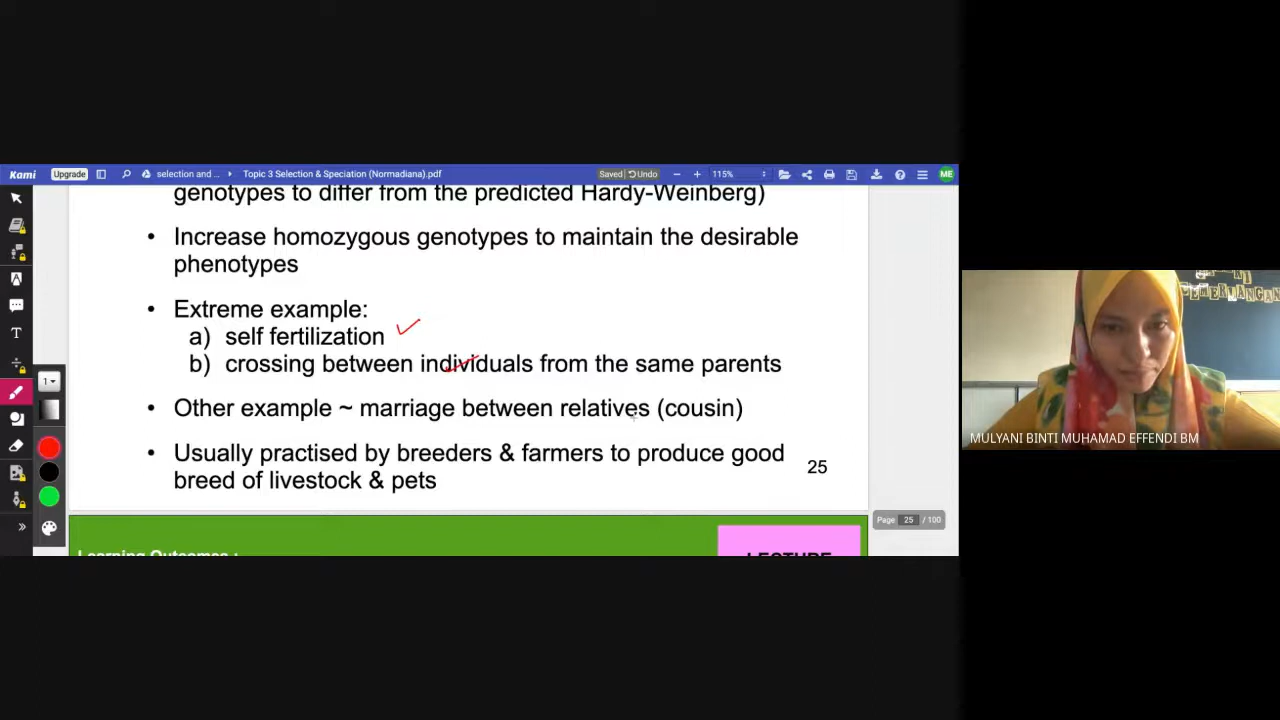 Kami
Upgrade
selection and ...
Topic 3 Selection & Speciation (Normadiana).pdf
Saved
Undo
115%
ME
genotypes to differ from the predicted Hardy-Weinberg)
• Increase homozygous genotypes to maintain the desirable
phenotypes
• Extreme example:
a) self fertilization
b) crossing between individuals from the same parents
• Other example ~ marriage between relatives (cousin)
• Usually practised by breeders & farmers to produce good
breed of livestock & pets
25
1
Page 25 / 100
Learning Outcomes :
LECTURE
MULYANI BINTI MUHAMAD EFFENDI BM